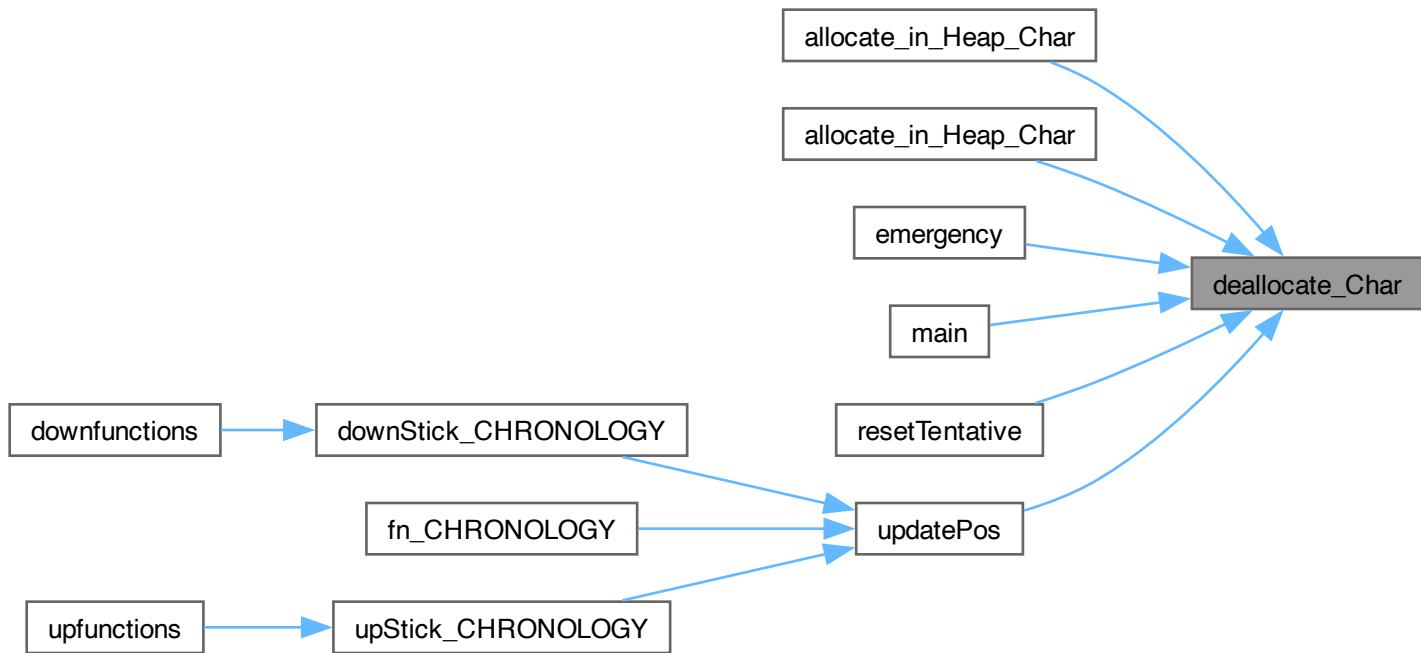 allocate_in_Heap_Char
allocate_in_Heap_Char
emergency
deallocate_Char
main
resetTentative
downfunctions
downStick_CHRONOLOGY
fn_CHRONOLOGY
updatePos
upfunctions
upStick_CHRONOLOGY